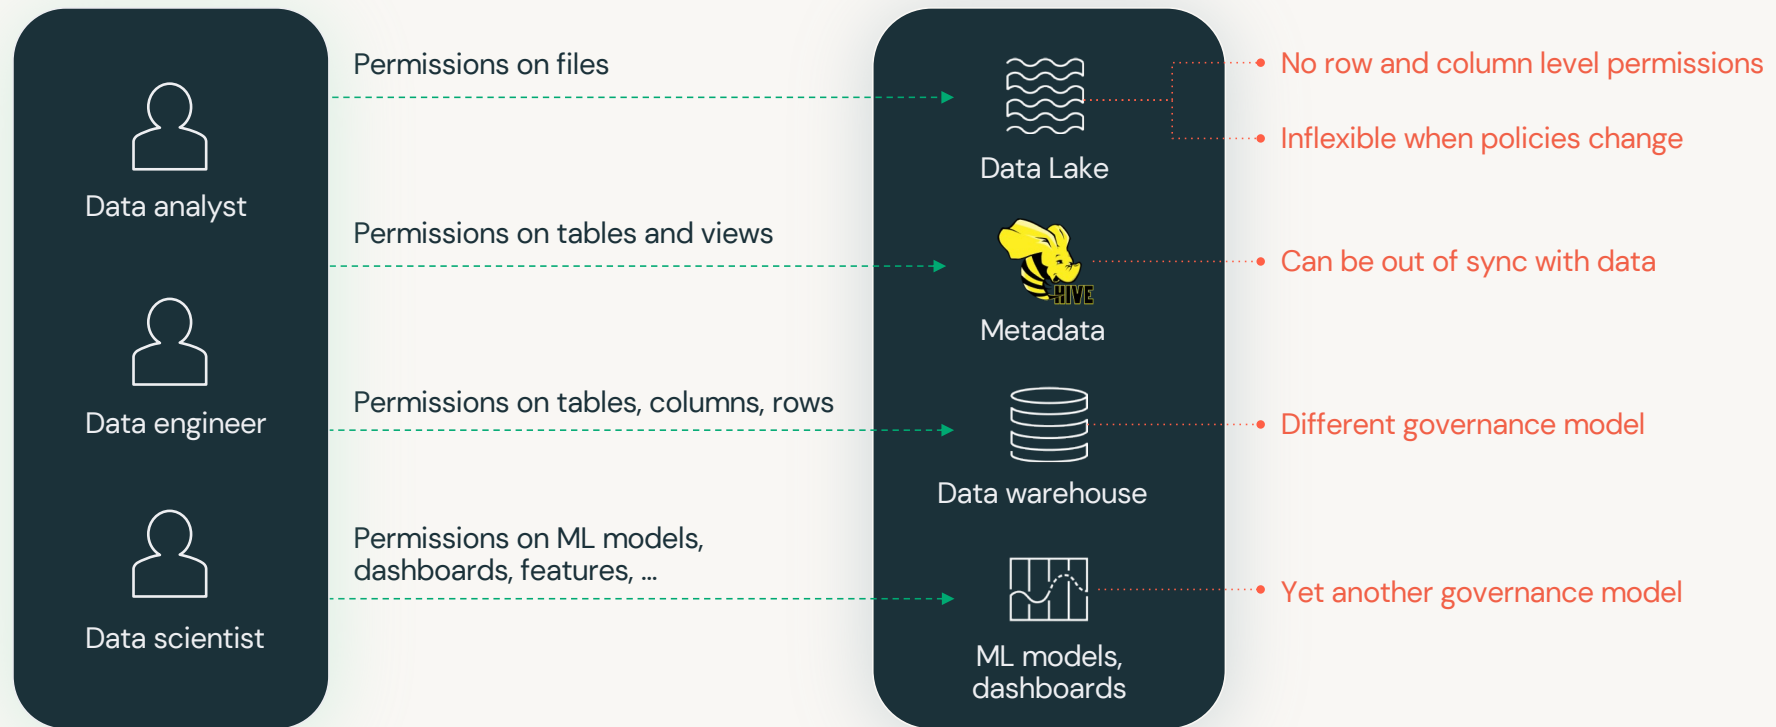 Data analyst
Data engineer
Data scientist
Permissions on files
Permissions on tables and views
Permissions on tables, columns, rows
Permissions on ML models,
dashboards, features, ...
Data Lake
HIVE
Metadata
Data warehouse
ML models,
dashboards
No row and column level permissions
Inflexible when policies change
Can be out of sync with data
Different governance model
Yet another governance model